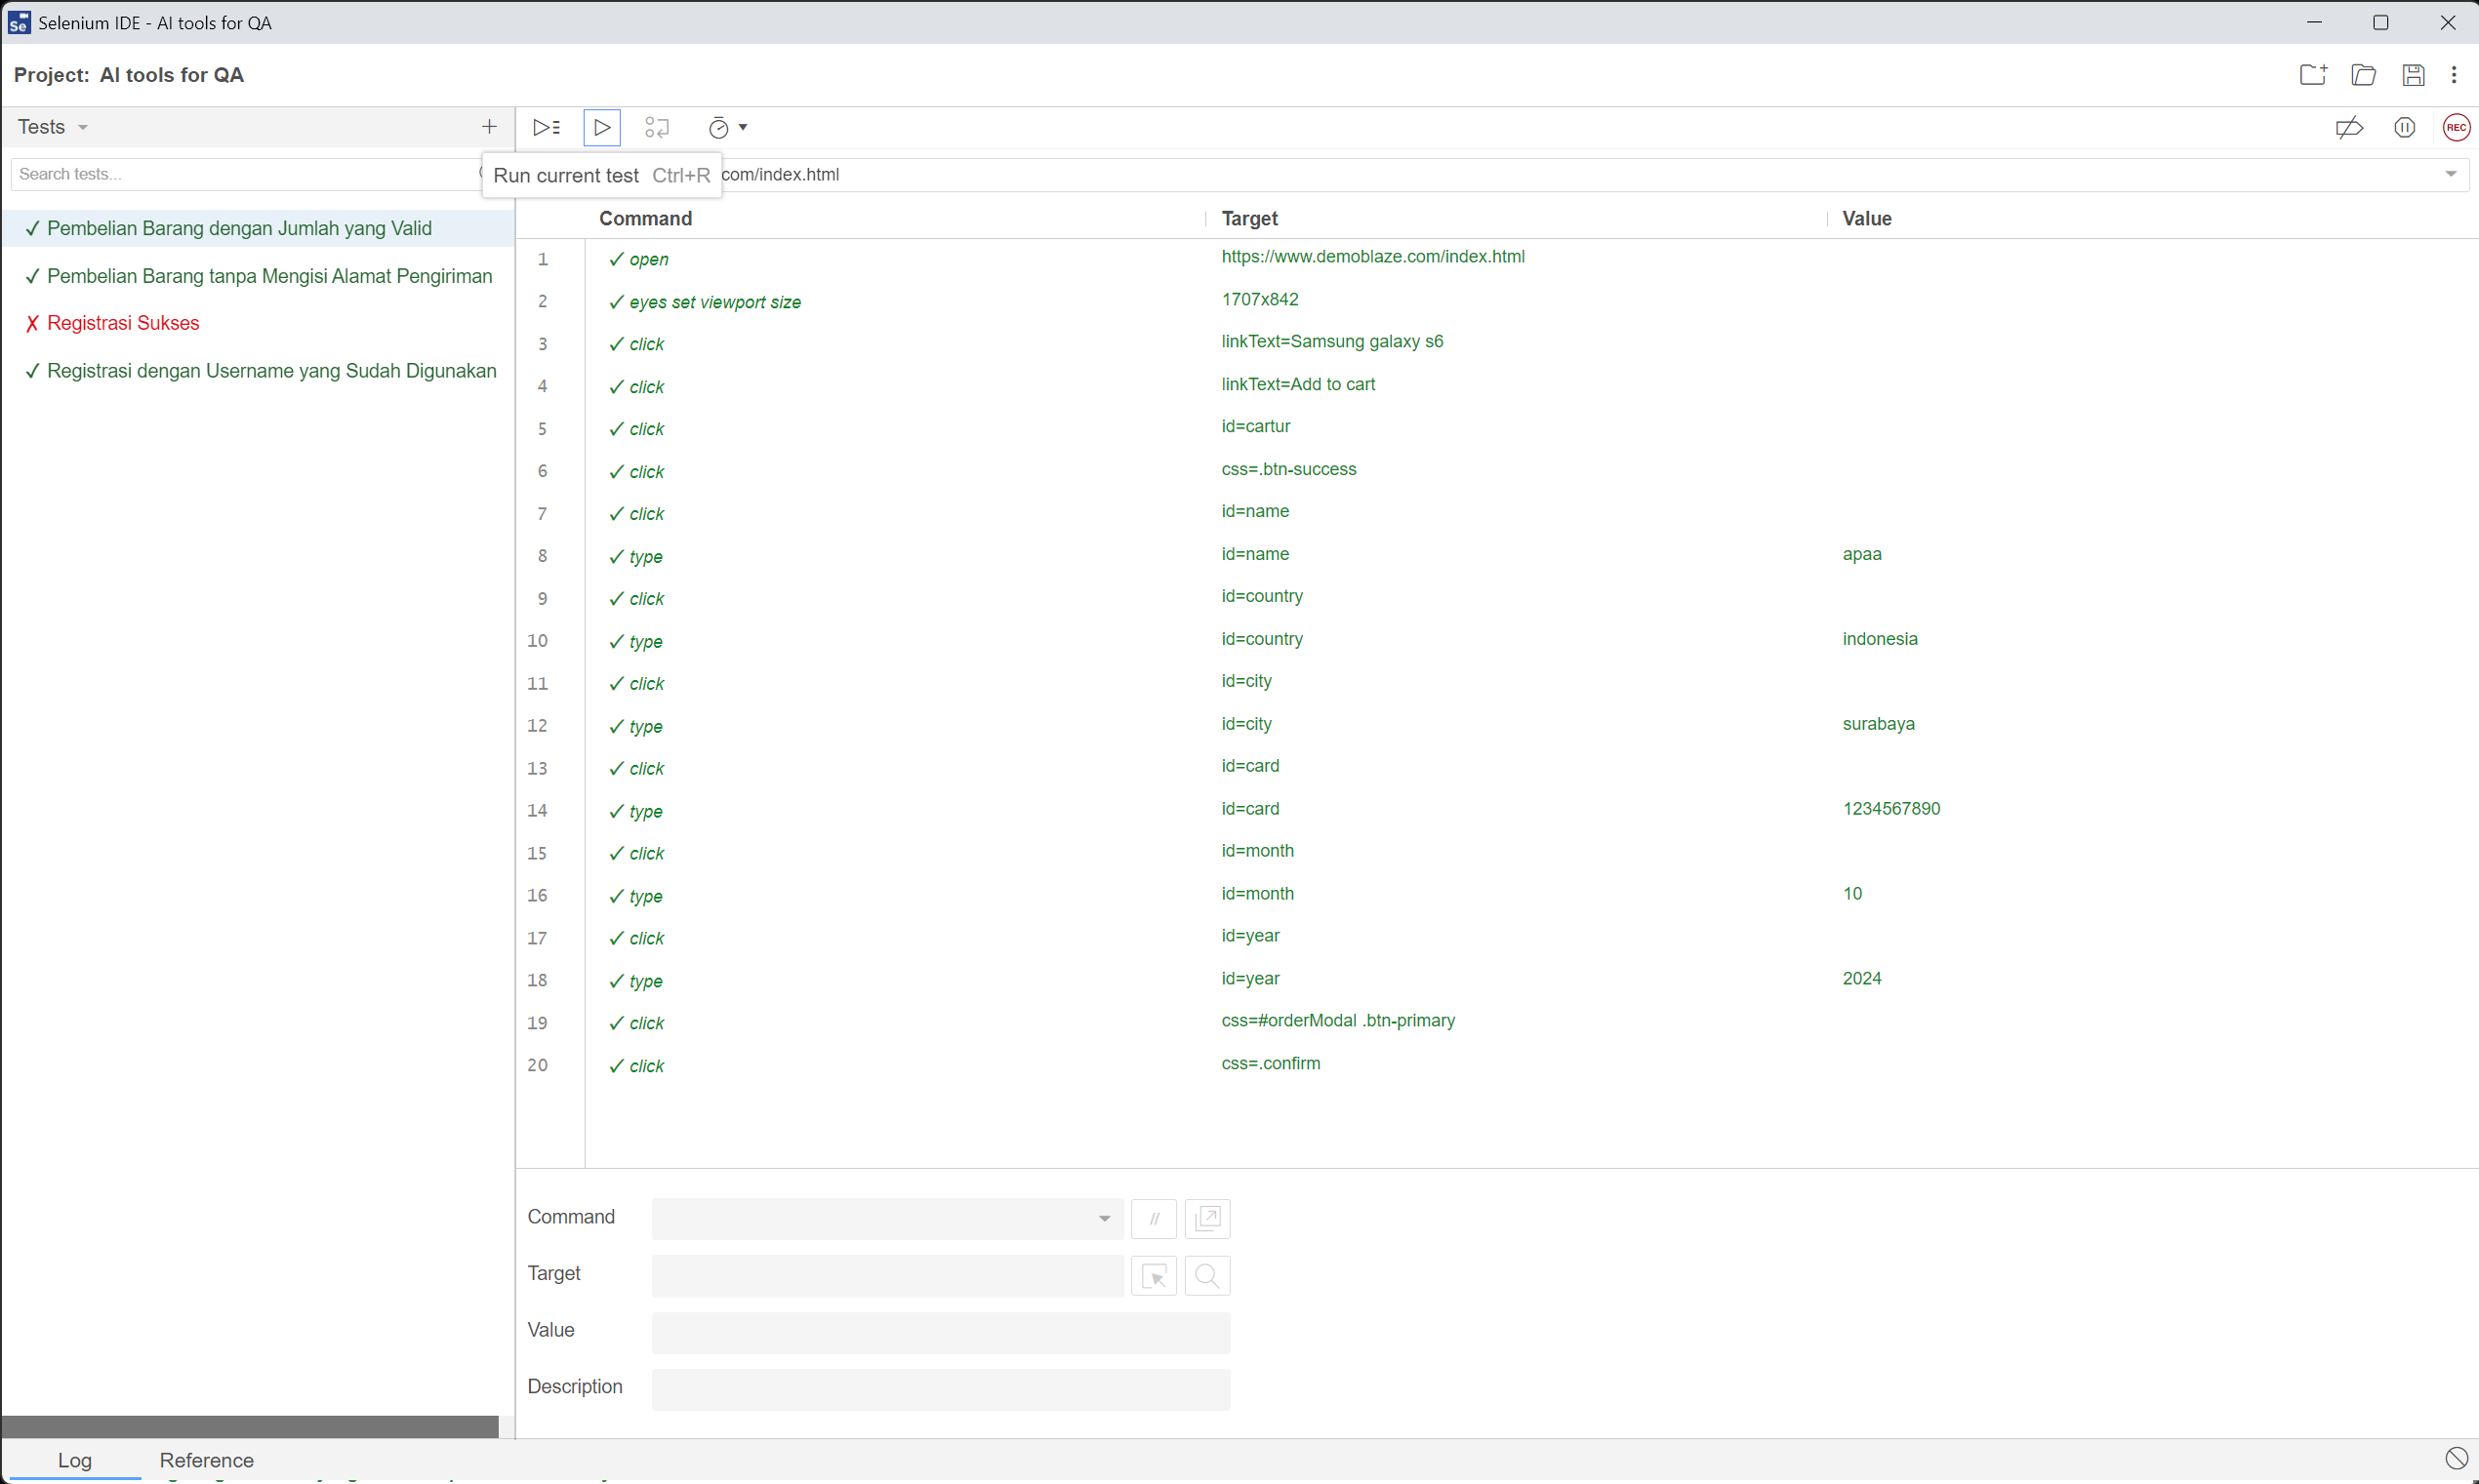 Se Selenium IDE - AI tools for QA
Project: AI tools for QA
Tests
Search tests...
Run current test Ctrl+R
com/index.html
REC
✓ Pembelian Barang dengan Jumlah yang Valid
✓ Pembelian Barang tanpa Mengisi Alamat Pengiriman
✗ Registrasi Sukses
✓ Registrasi dengan Username yang Sudah Digunakan
Command Target Value
1 ✓ open https://www.demoblaze.com/index.html
2 ✓ eyes set viewport size 1707x842
3 ✓ click linkText=Samsung galaxy s6
4 ✓ click linkText=Add to cart
5 ✓ click id=cartur
6 ✓ click css=.btn-success
7 ✓ click id=name
8 ✓ type id=name apaa
9 ✓ click id=country
10 ✓ type id=country indonesia
11 ✓ click id=city
12 ✓ type id=city surabaya
13 ✓ click id=card
14 ✓ type id=card 1234567890
15 ✓ click id=month
16 ✓ type id=month 10
17 ✓ click id=year
18 ✓ type id=year 2024
19 ✓ click css=#orderModal .btn-primary
20 ✓ click css=.confirm
Command //
Target
Value
Description
Log Reference